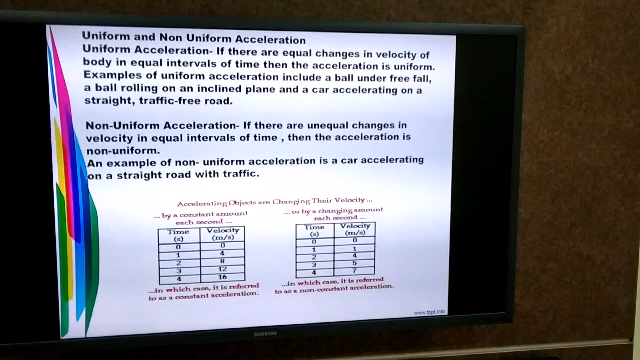 Uniform and Non Uniform Acceleration
Uniform Acceleration- If there are equal changes in velocity of
body in equal intervals of time then the acceleration is uniform.
Examples of uniform acceleration include a ball under free fall,
a ball rolling on an inclined plane and a car accelerating on a
straight, traffic-free road.
Non-Uniform Acceleration- If there are unequal changes in
velocity in equal intervals of time , then the acceleration is
non-uniform.
An example of non- uniform acceleration is a car accelerating
on a straight road with traffic.
Accelerating Objects are Changing Their Velocity ...
... by a constant amount
each second ...
Time (s) Velocity (m/s)
0 0
1 4
2 8
3 12
4 16
...in which case, it is referred
to as a constant acceleration.
... or by a changing amount
each second ...
Time (s) Velocity (m/s)
0 0
1 1
2 4
3 5
4 7
...in which case, it is referred
to as a non-constant acceleration.
www.fppt.info
SAMSUNG